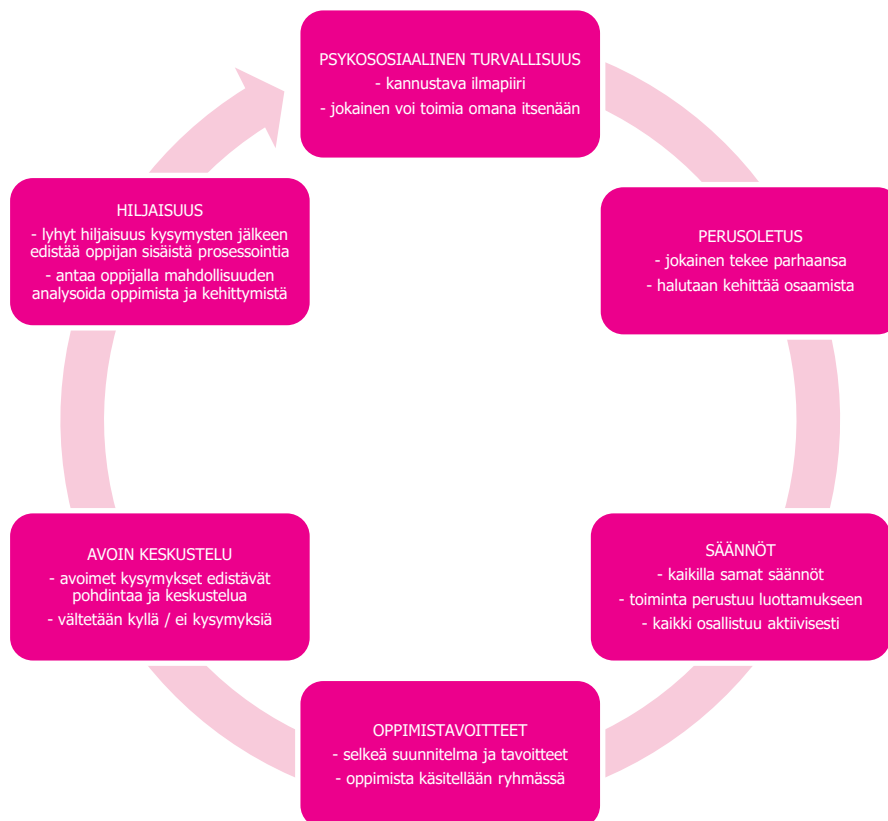 PSYKOSOSIAALINEN TURVALLISUUS
- kannustava ilmapiiri
- jokainen voi toimia omana itsenään
PERUSOLETUS
- jokainen tekee parhaansa
- halutaan kehittää osaamista
SÄÄNNÖT
- kaikilla samat säännöt
- toiminta perustuu luottamukseen
- kaikki osallistuu aktiivisesti
OPPIMISTAVOITTEET
- selkeä suunnitelma ja tavoitteet
- oppimista käsitellään ryhmässä
AVOIN KESKUSTELU
- avoimet kysymykset edistävät
pohdintaa ja keskustelua
- vältetään kyllä / ei kysymyksiä
HILJAISUUS
- lyhyt hiljaisuus kysymysten jälkeen
edistää oppijan sisäistä prosessointia
- antaa oppijalla mahdollisuuden
analysoida oppimista ja kehittymistä